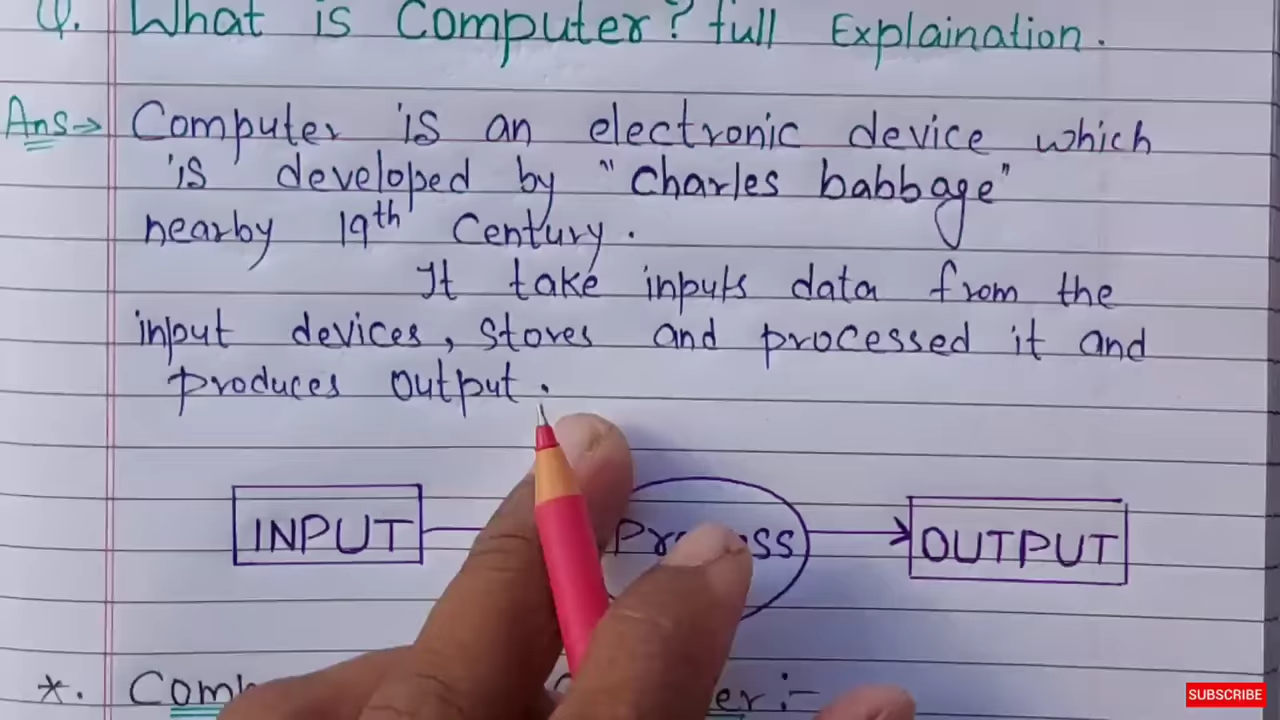 Q. What is Computer? full Explaination.
Ans→ Computer is an electronic device which
is developed by "Charles babbage"
nearby 19th Century.
It take inputs data from the
input devices, stores and processed it and
produces output.
INPUT
OUTPUT
*.
SUBSCRIBE